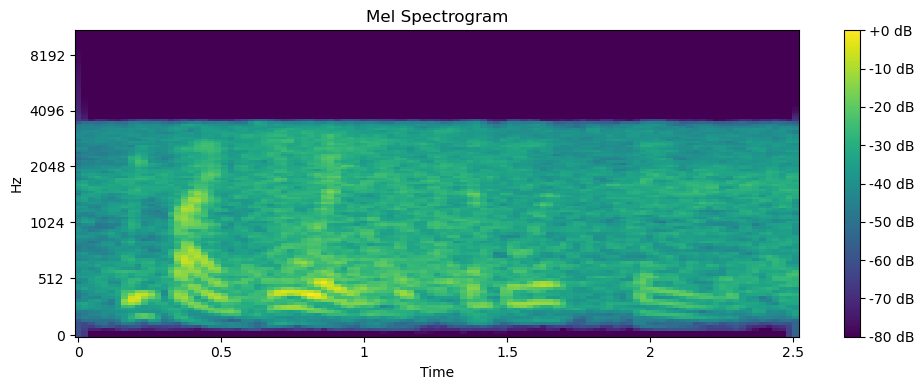 Mel Spectrogram
Hz
8192
4096
2048
1024
512
0
0
0.5
1
1.5
2
2.5
Time
+0 dB
-10 dB
-20 dB
-30 dB
-40 dB
-50 dB
-60 dB
-70 dB
-80 dB